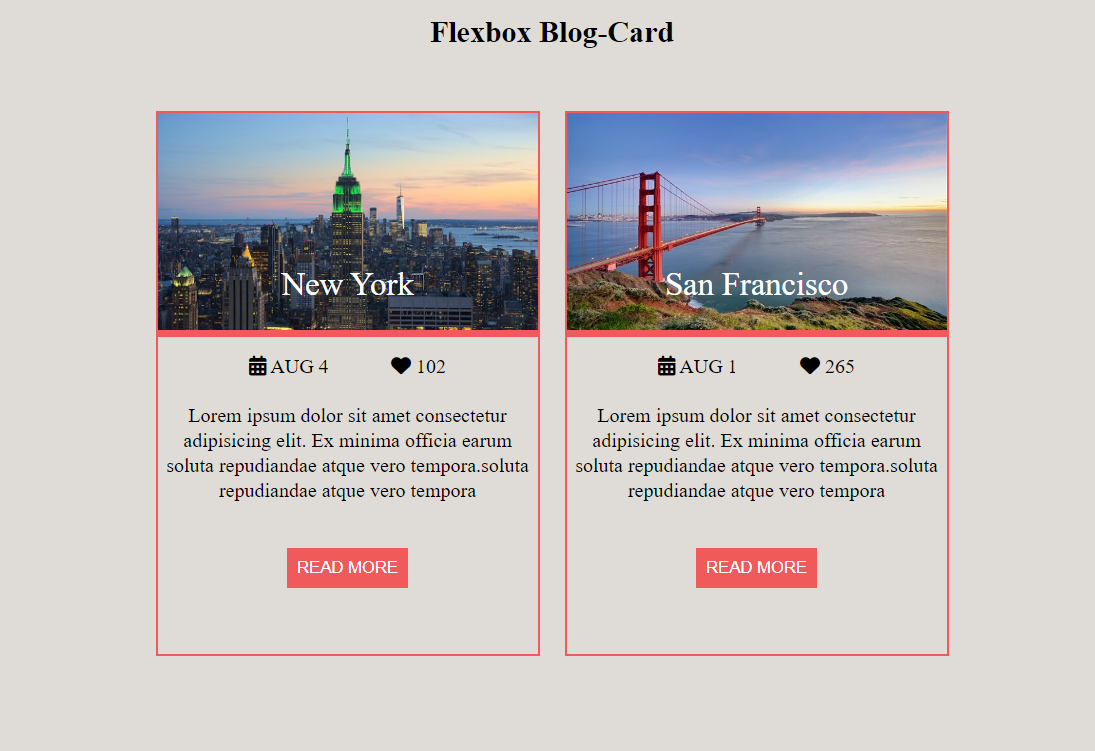 Flexbox Blog-Card
New York
AUG 4 102
Lorem ipsum dolor sit amet consectetur
adipisicing elit. Ex minima officia earum
soluta repudiandae atque vero tempora.soluta
repudiandae atque vero tempora
READ MORE
San Francisco
AUG 1 265
Lorem ipsum dolor sit amet consectetur
adipisicing elit. Ex minima officia earum
soluta repudiandae atque vero tempora.soluta
repudiandae atque vero tempora
READ MORE